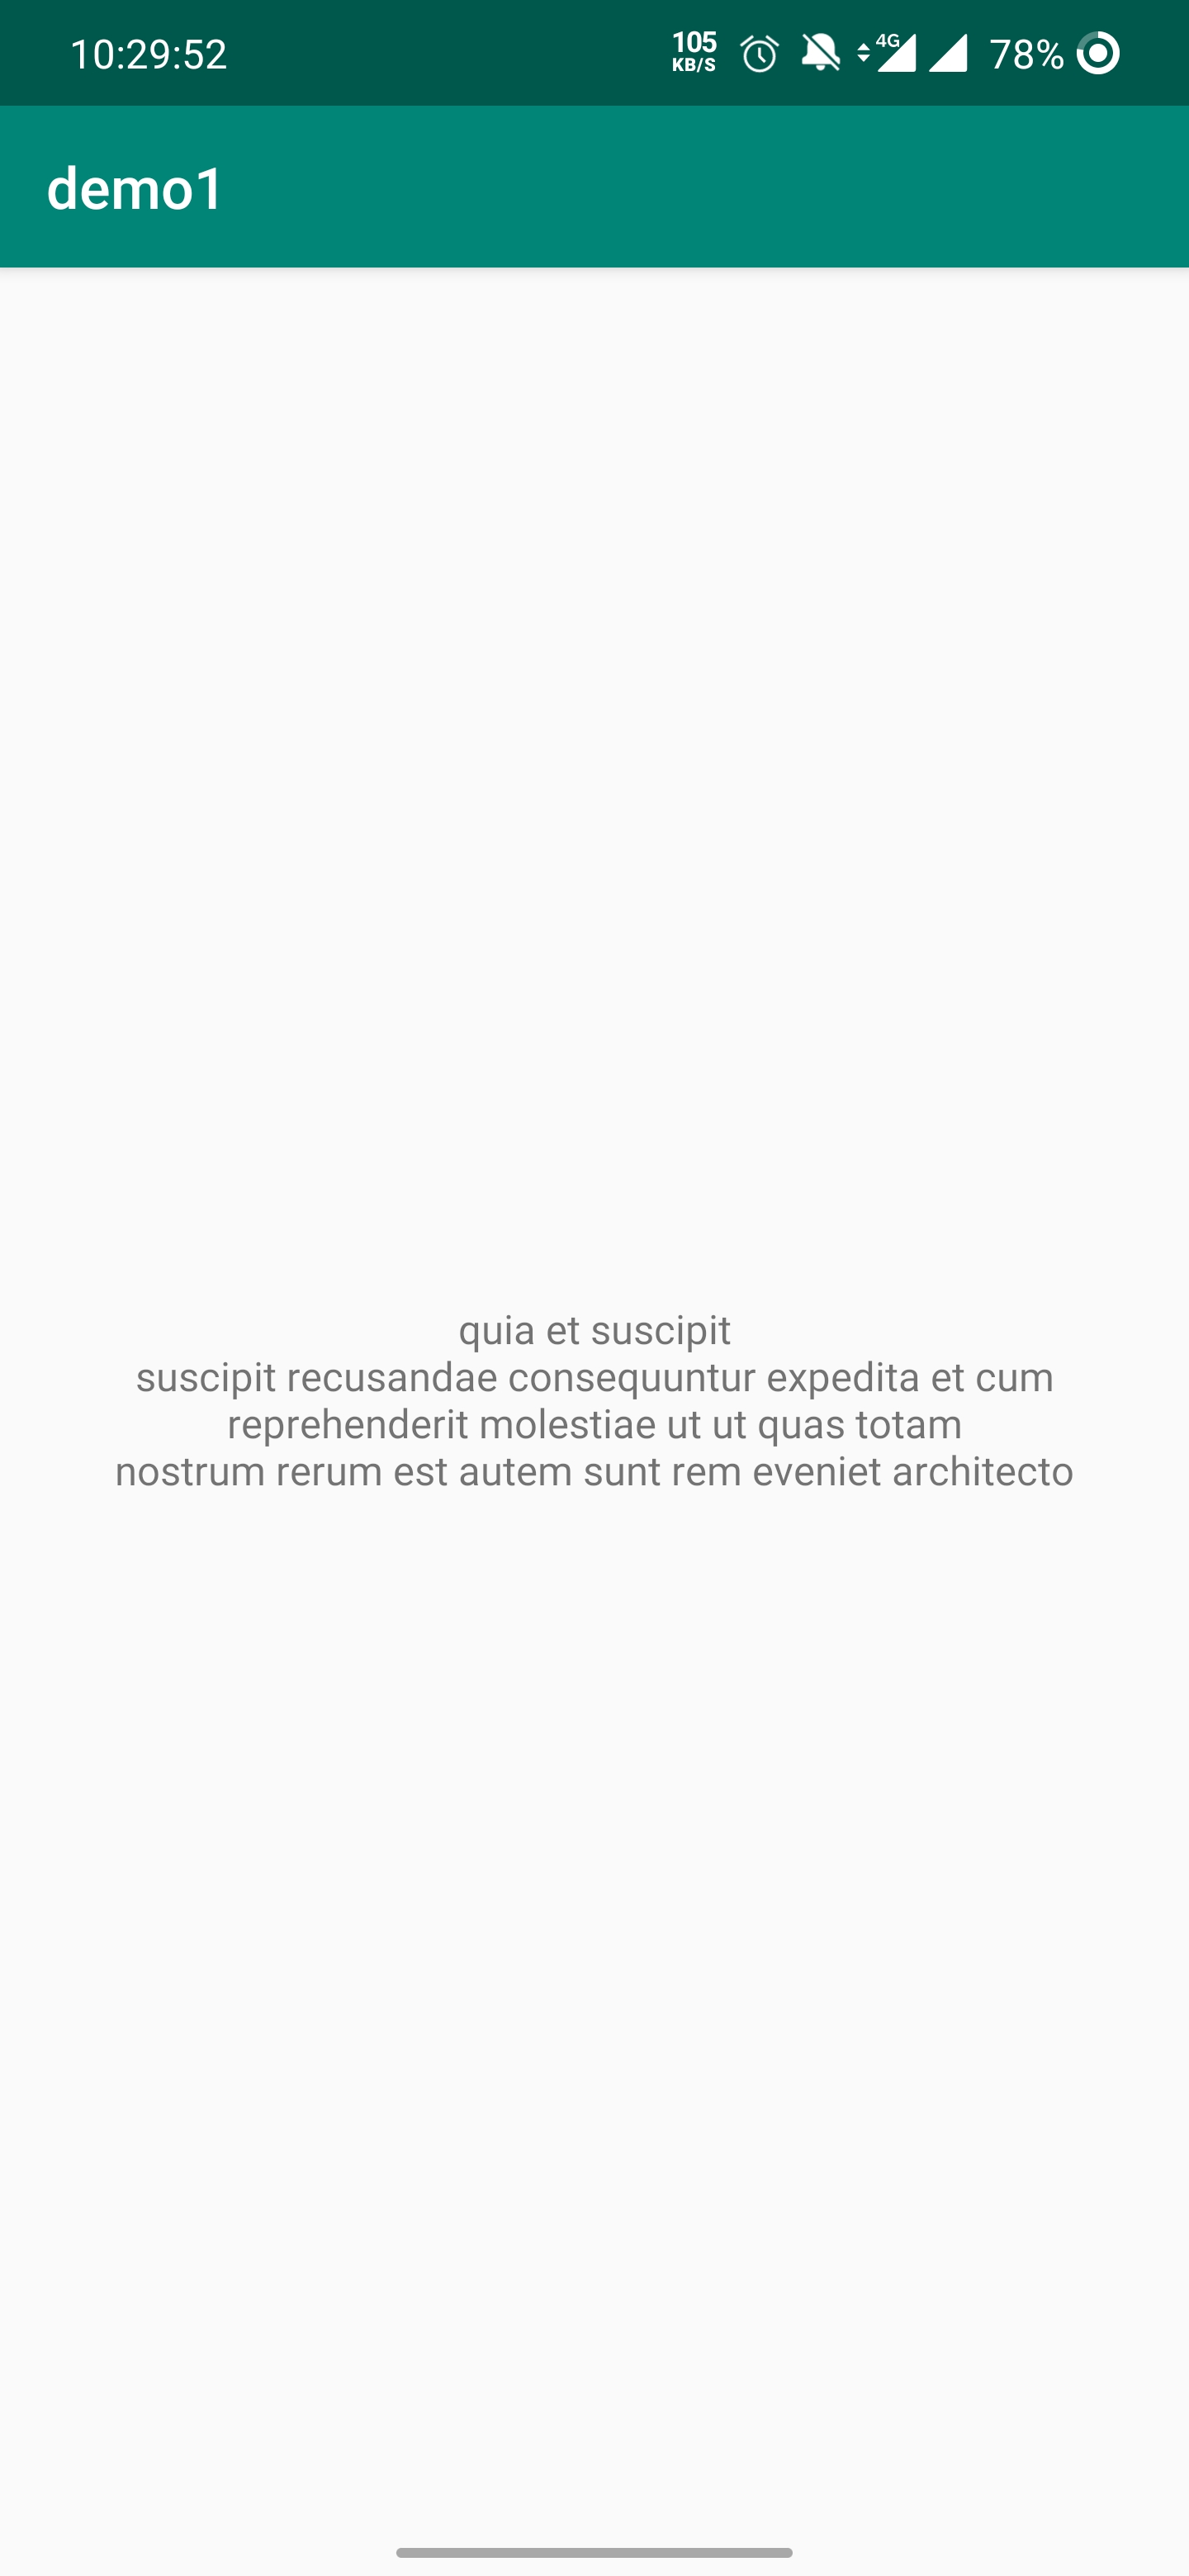 10:29:52 105 KB/S 4G 78%
demo1
quia et suscipit
suscipit recusandae consequuntur expedita et cum
reprehenderit molestiae ut ut quas totam
nostrum rerum est autem sunt rem eveniet architecto